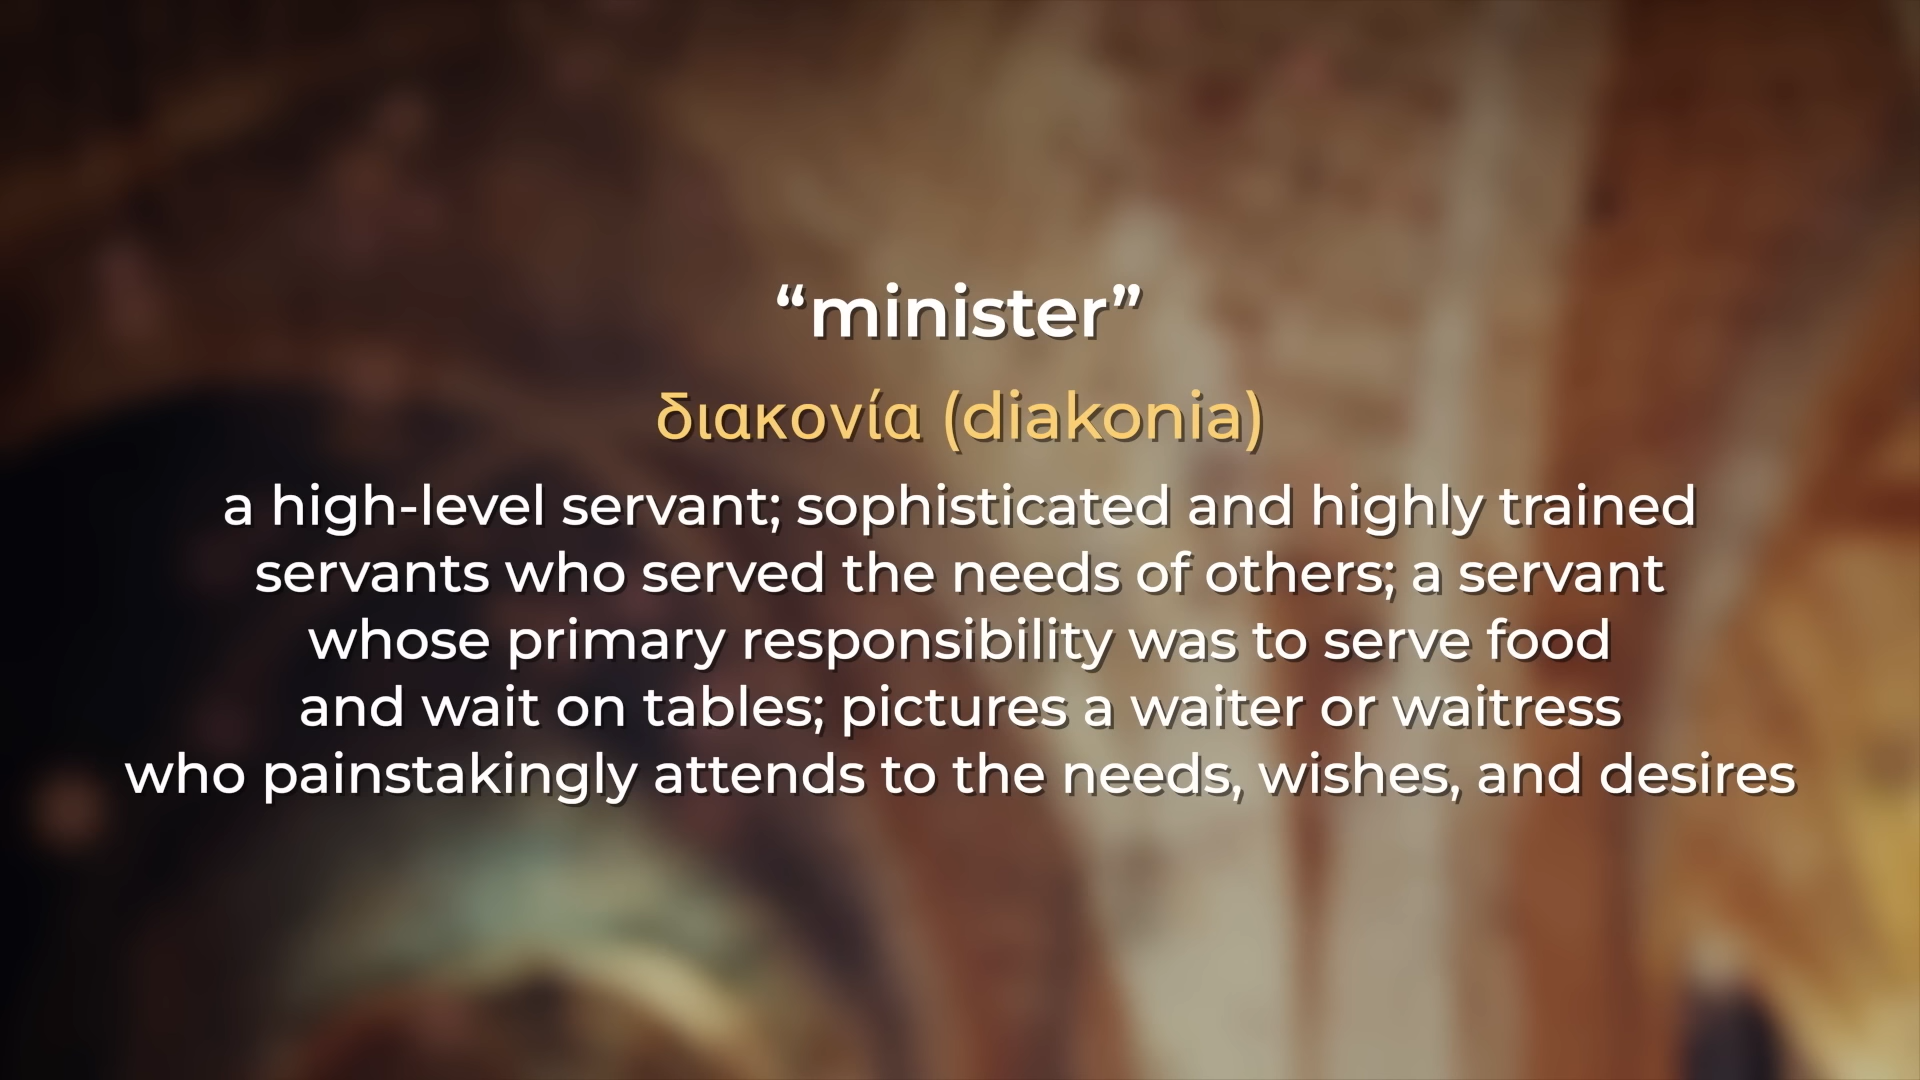 “minister”
διακονία (diakonia)
a high-level servant; sophisticated and highly trained
servants who served the needs of others; a servant
whose primary responsibility was to serve food
and wait on tables; pictures a waiter or waitress
who painstakingly attends to the needs, wishes, and desires